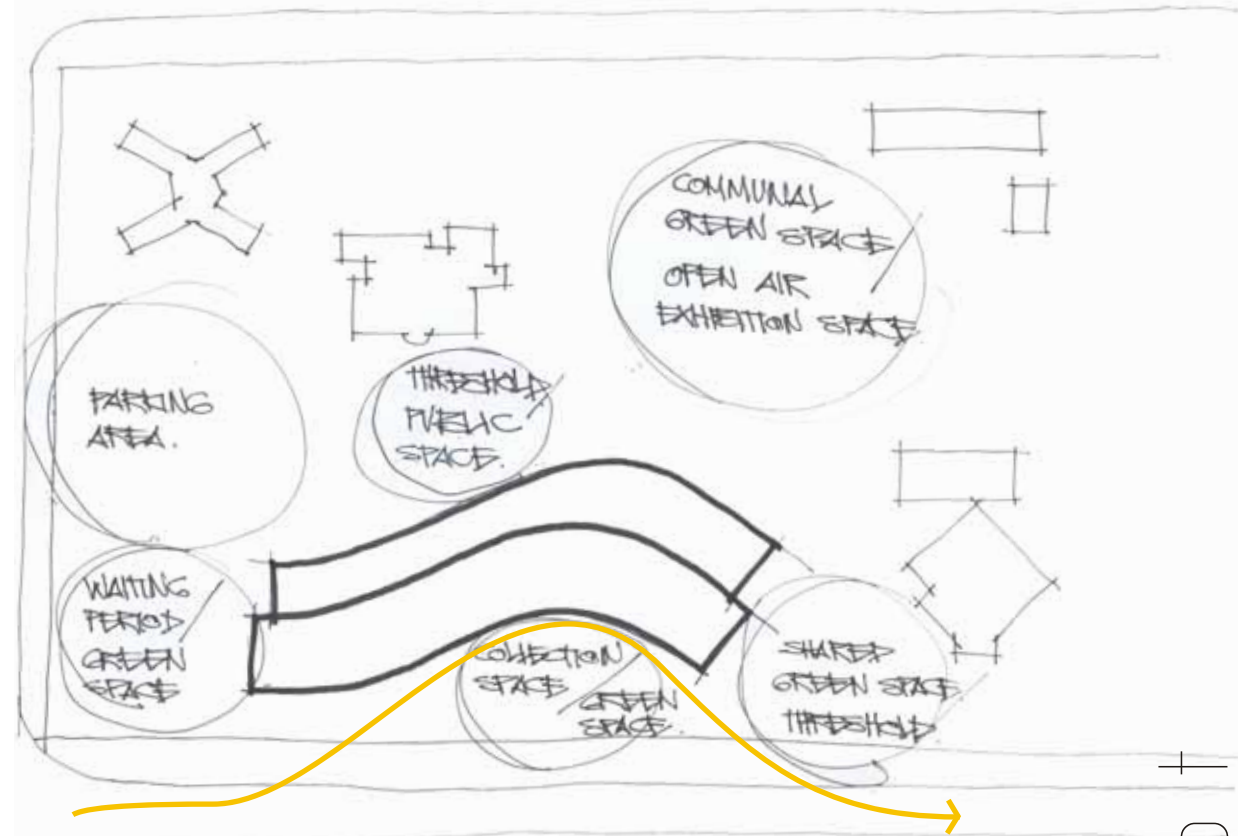 COMMUNAL
GREEN SPACE /
OPEN AIR
EXHIBITION SPACE.
PARKING
AREA.
THRESHOLD /
PUBLIC
SPACE.
WAITING /
PERIOD
GREEN
SPACE
COLLECTION
SPACE /
GREEN
SPACE.
SHARED
GREEN SPACE
THRESHOLD